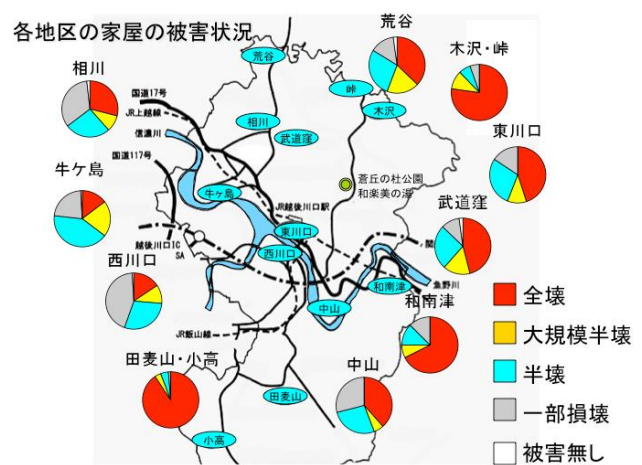 各地区の家屋の被害状況
荒谷
木沢・峠
相川
国道17号
JR上越線
信濃川
国道117号
荒谷
峠
木沢
相川
武道窪
東川口
蒼丘の杜公園
和楽美の湯
牛ケ島
牛ケ島
JR越後川口駅
東川口
武道窪
越後川口IC
SA
西川口
西川口
関
魚野川
和南津
和南津
中山
全壊
大規模半壊
半壊
一部損壊
被害無し
JR飯山線
田麦山・小高
中山
田麦山
小高